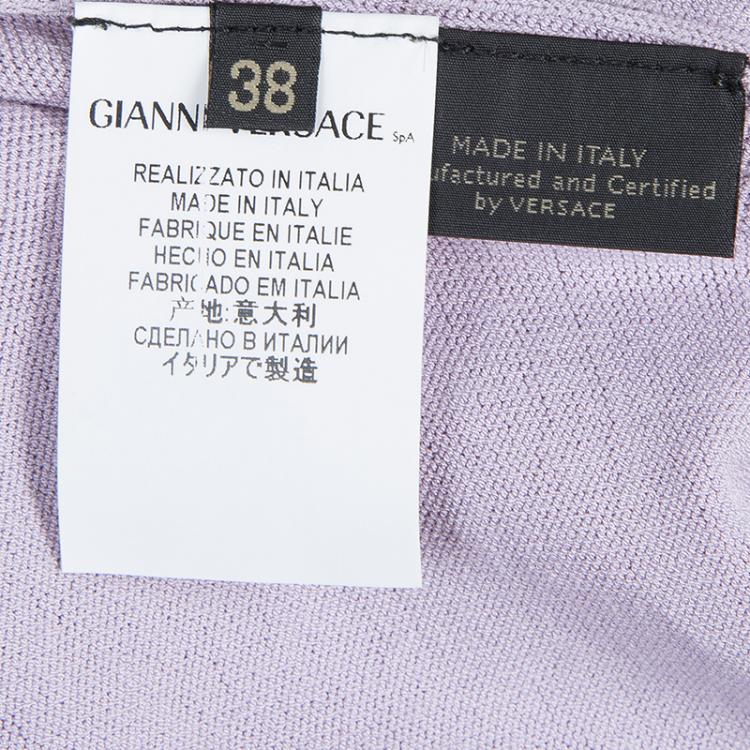 38
GIANNI VERSACE SpA
REALIZZATO IN ITALIA
MADE IN ITALY
FABRIQUE EN ITALIE
HECHO EN ITALIA
FABRICADO EM ITALIA
产地:意大利
СДЕЛАНО В ИТАЛИИ
イタリアで製造
MADE IN ITALY
ufactured and Certified
by VERSACE